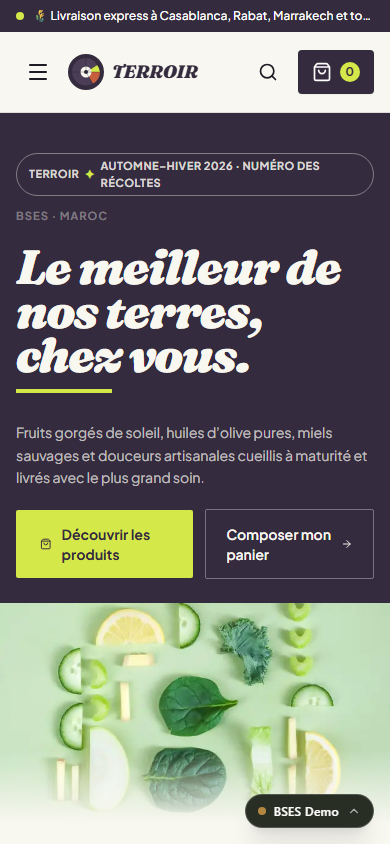 Livraison express à Casablanca, Rabat, Marrakech et to...
TERROIR
0
TERROIR ✦ AUTOMNE–HIVER 2026 · NUMÉRO DES
RÉCOLTES
BSES · MAROC
Le meilleur de
nos terres,
chez vous.
Fruits gorgés de soleil, huiles d'olive pures, miels
sauvages et douceurs artisanales cueillis à maturité et
livrés avec le plus grand soin.
Découvrir les
produits
Composer mon
panier
BSES Demo